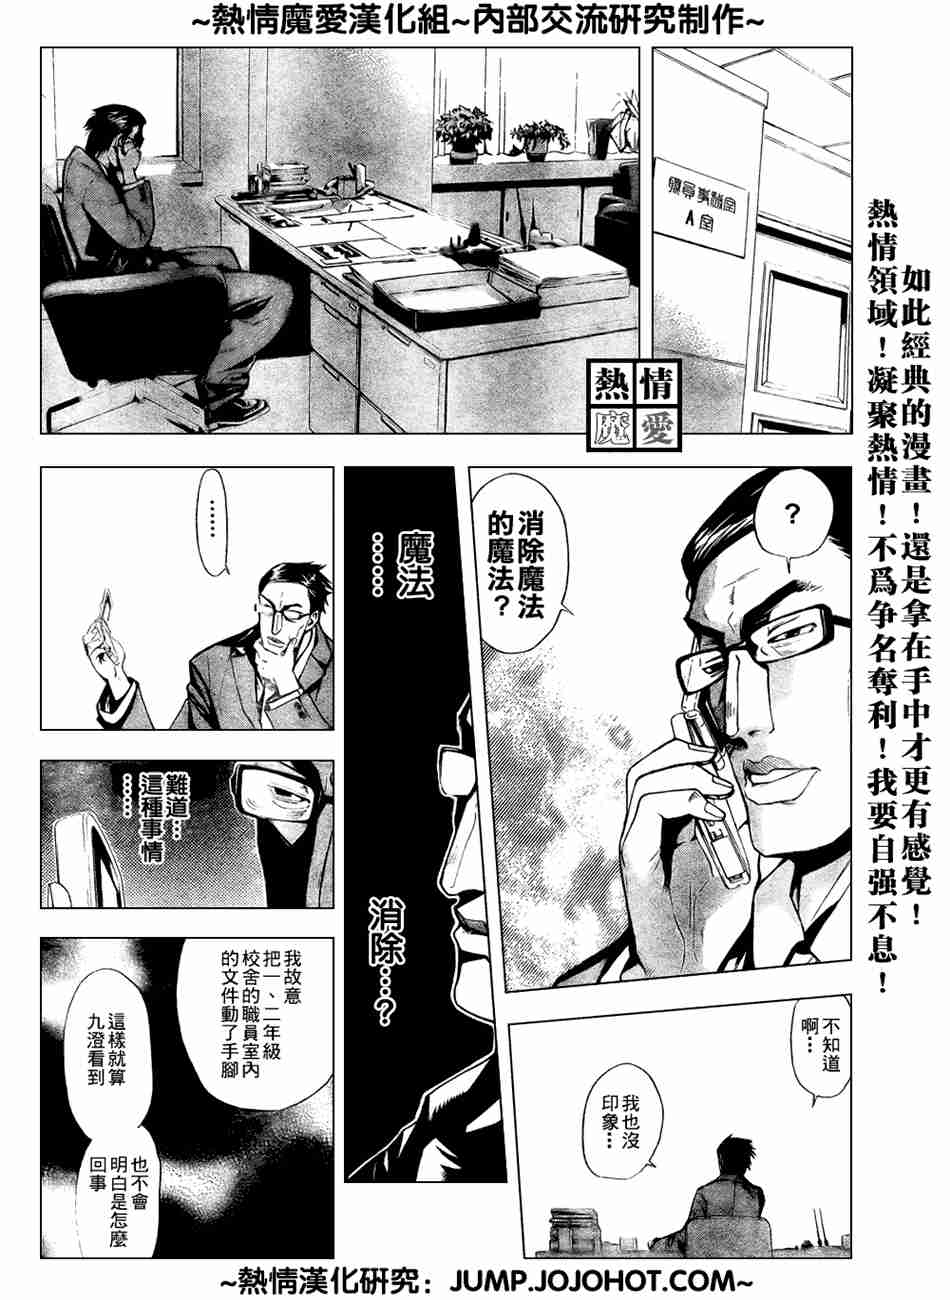 ~熱情魔愛漢化組~內部交流研究制作~
職員事務室
A室
熱情
魔愛
?
消除魔法
的魔法?
魔法
……
消除…?
……
難道…
這種事情
……
不知道
啊…
我也沒
印象…
我故意
把一、二年級
校舍的職員室內
的文件動了手腳
這樣就算
九澄看到
也不會
明白是怎麼
回事
如此經典的漫畫！還是拿在手中才更有感覺！
熱情領域！凝聚熱情！不爲争名奪利！我要自强不息！
~熱情漢化研究：JUMP.JOJOHOT.COM~